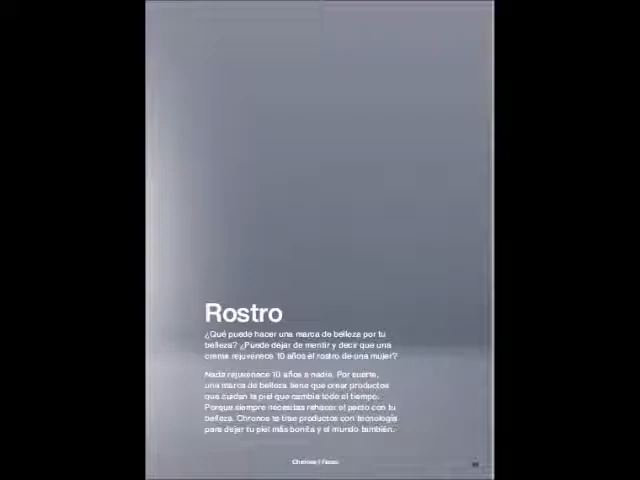 Rostro
¿Qué puede hacer una marca de belleza por tu
belleza? ¿Puede dejar de mentir y decir que una
crema rejuvenece 10 años el rostro de una mujer?
Nada rejuvenece 10 años a nadie. Por suerte,
una marca de belleza tiene que crear productos
que cuidan la piel que cambia todo el tiempo.
Porque siempre necesitas rehacer el pacto con tu
belleza. Chronos te trae productos con tecnología
para dejar tu piel más bonita y el mundo también.
Chronos | Rostro